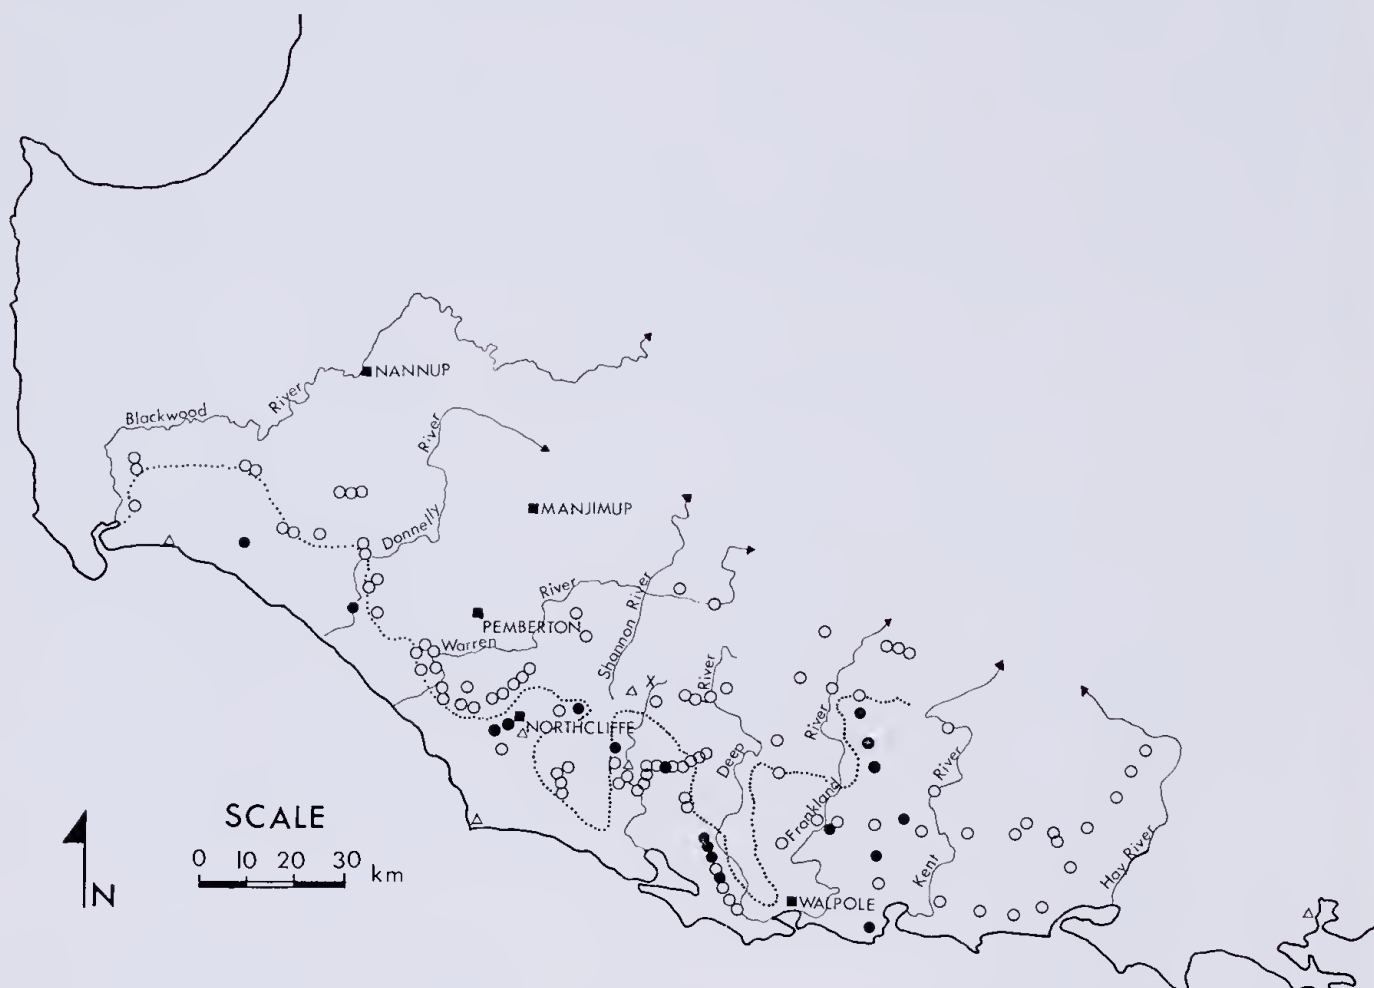 NANNUP
Blackwood River
River
Donnelly
MANJIMUP
River
PEMBERTON
Warren
Shannon River
x
River
NORTHCLIFFE
Deep
River
Frankland
River
Kent
Hay River
WALPOLE
SCALE
0 10 20 30 km
N